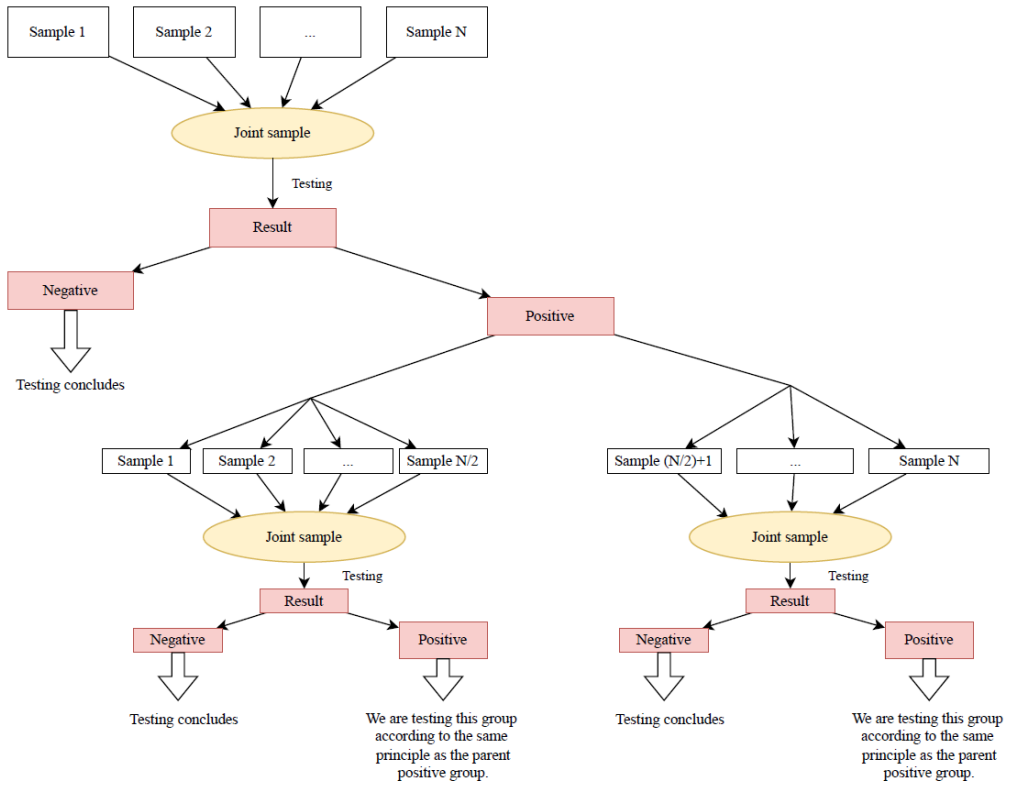 Sample 1
Sample 2
...
Sample N
Joint sample
Testing
Result
Negative
Positive
Testing concludes
Sample 1
Sample 2
...
Sample N/2
Sample (N/2)+1
...
Sample N
Joint sample
Joint sample
Testing
Testing
Result
Result
Negative
Positive
Negative
Positive
Testing concludes
We are testing this group
according to the same
principle as the parent
positive group.
Testing concludes
We are testing this group
according to the same
principle as the parent
positive group.